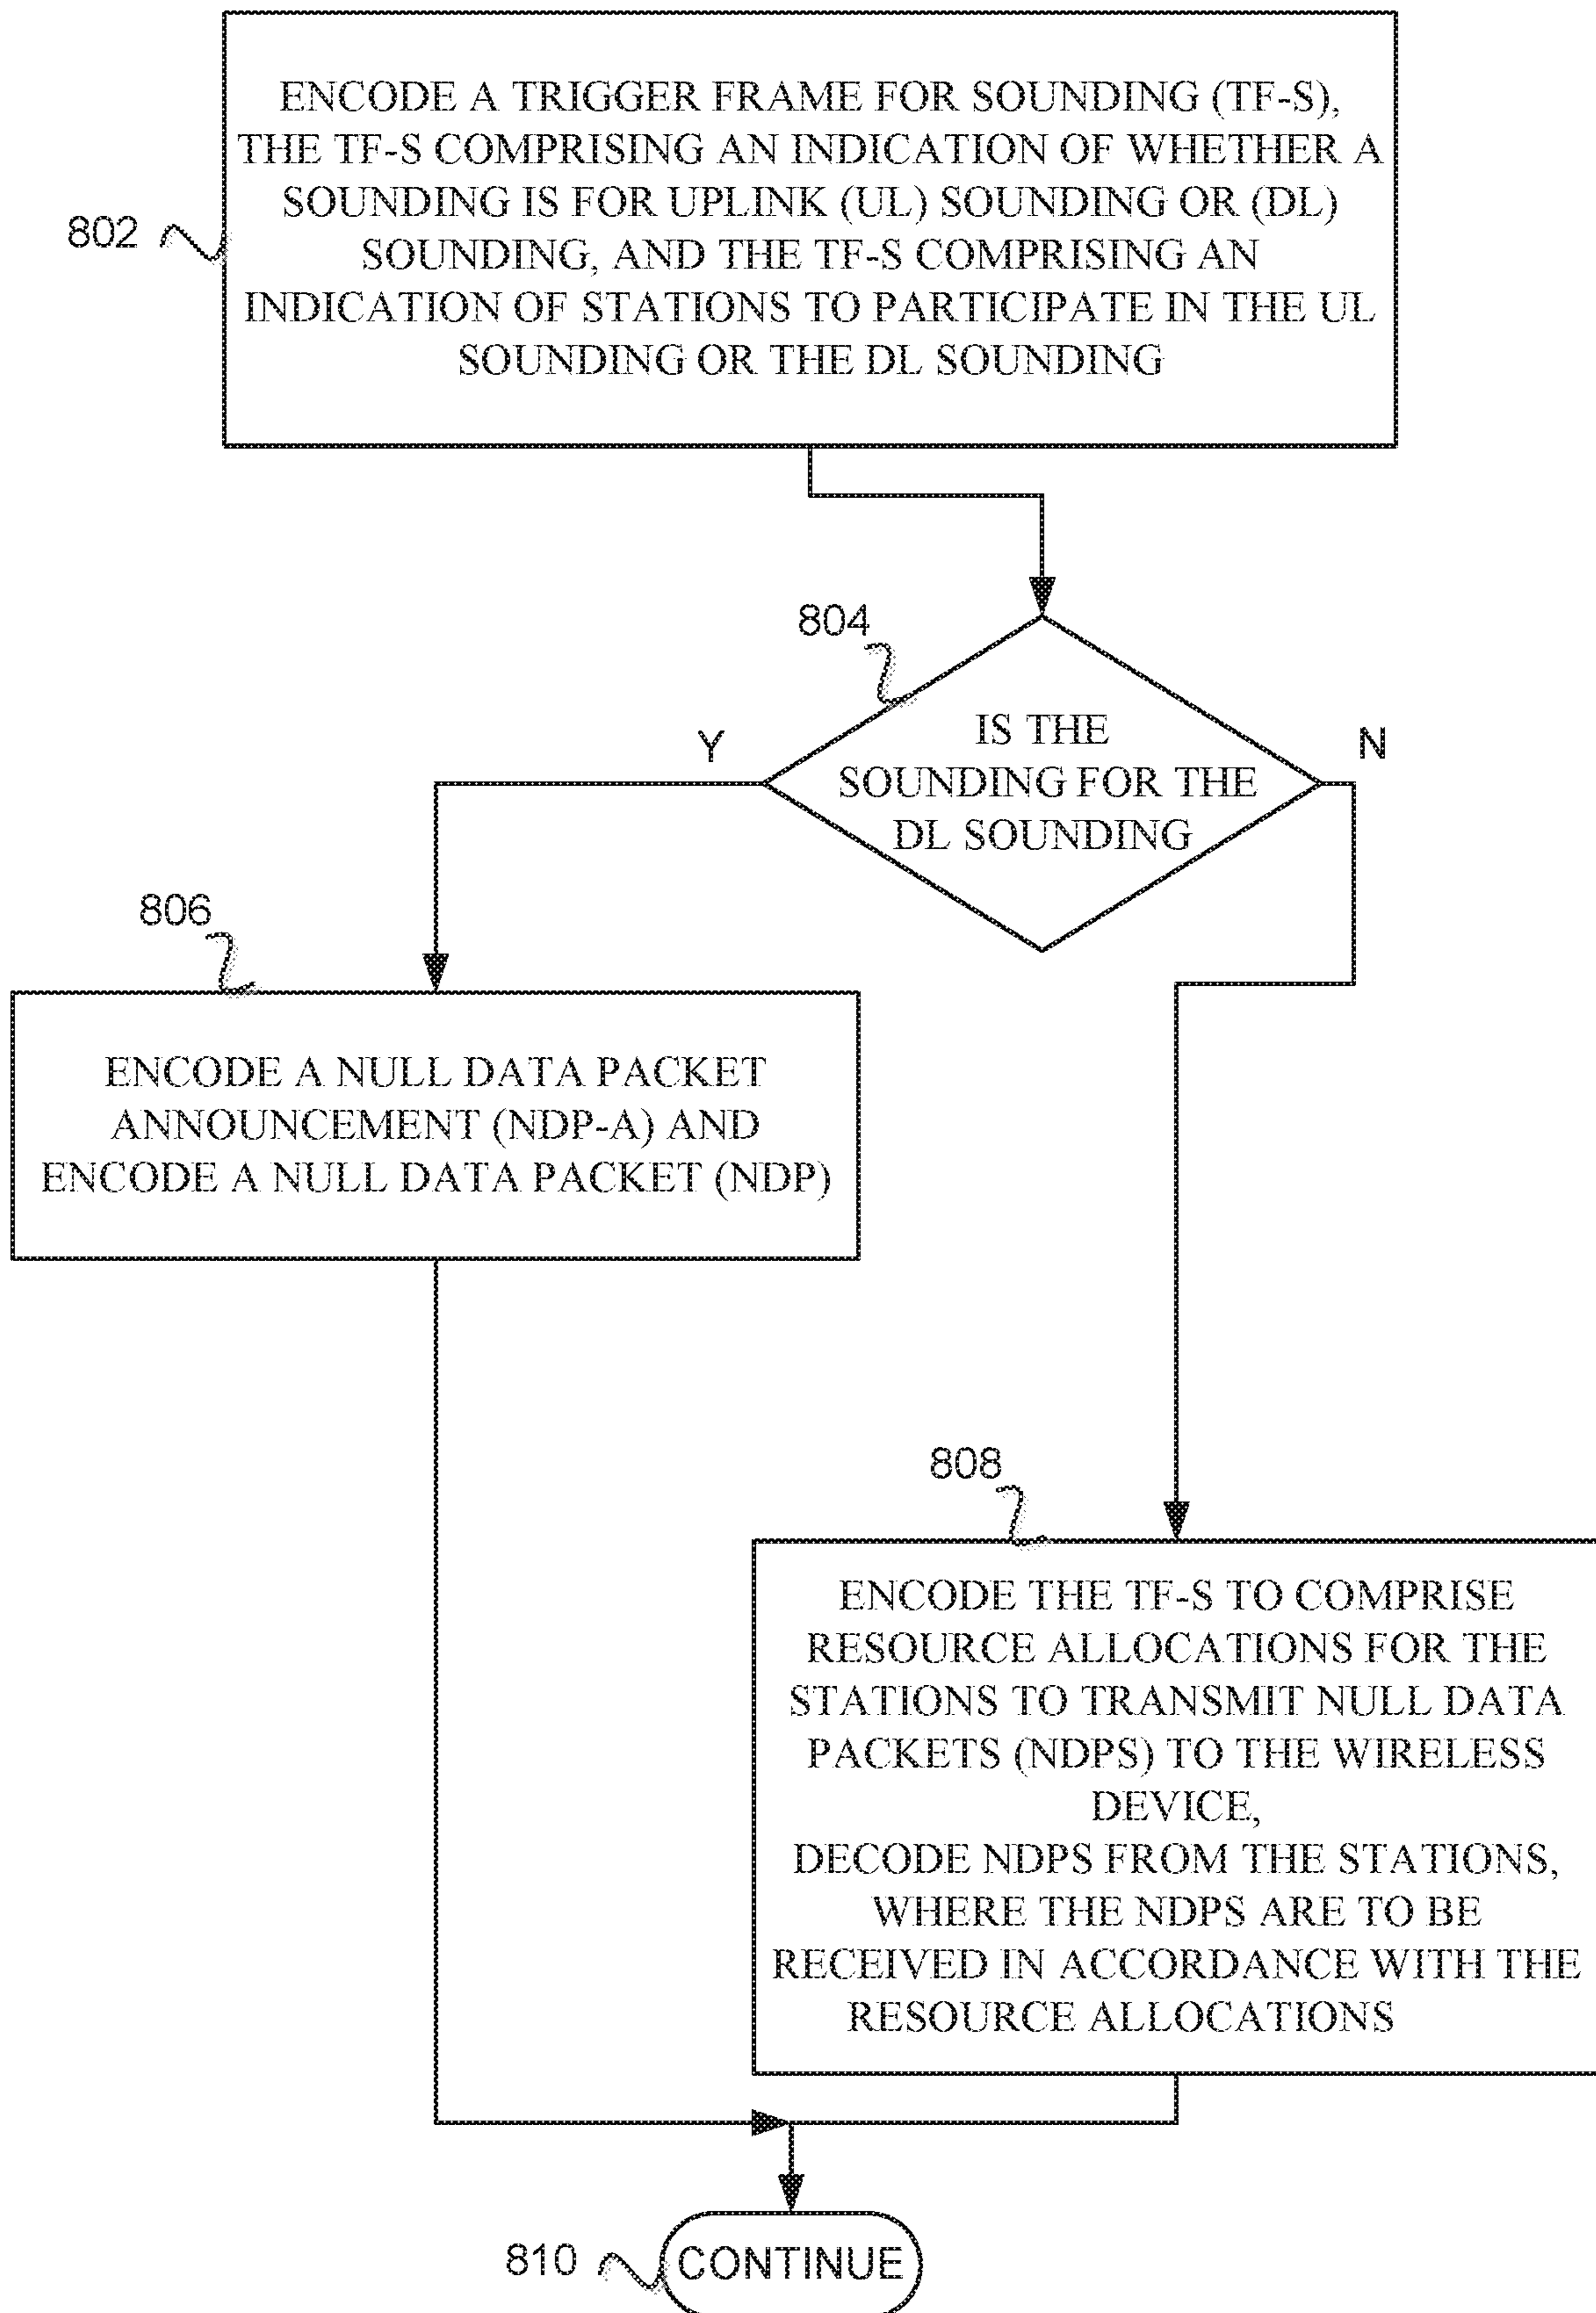 ENCODE A TRIGGER FRAME FOR SOUNDING (TF-S),
THE TF-S COMPRISING AN INDICATION OF WHETHER A
SOUNDING IS FOR UPLINK (UL) SOUNDING OR (DL)
SOUNDING, AND THE TF-S COMPRISING AN
INDICATION OF STATIONS TO PARTICIPATE IN THE UL
SOUNDING OR THE DL SOUNDING
802
804
IS THE
SOUNDING FOR THE
DL SOUNDING
Y
N
806
ENCODE A NULL DATA PACKET
ANNOUNCEMENT (NDP-A) AND
ENCODE A NULL DATA PACKET (NDP)
808
ENCODE THE TF-S TO COMPRISE
RESOURCE ALLOCATIONS FOR THE
STATIONS TO TRANSMIT NULL DATA
PACKETS (NDPS) TO THE WIRELESS
DEVICE,
DECODE NDPS FROM THE STATIONS,
WHERE THE NDPS ARE TO BE
RECEIVED IN ACCORDANCE WITH THE
RESOURCE ALLOCATIONS
810
CONTINUE